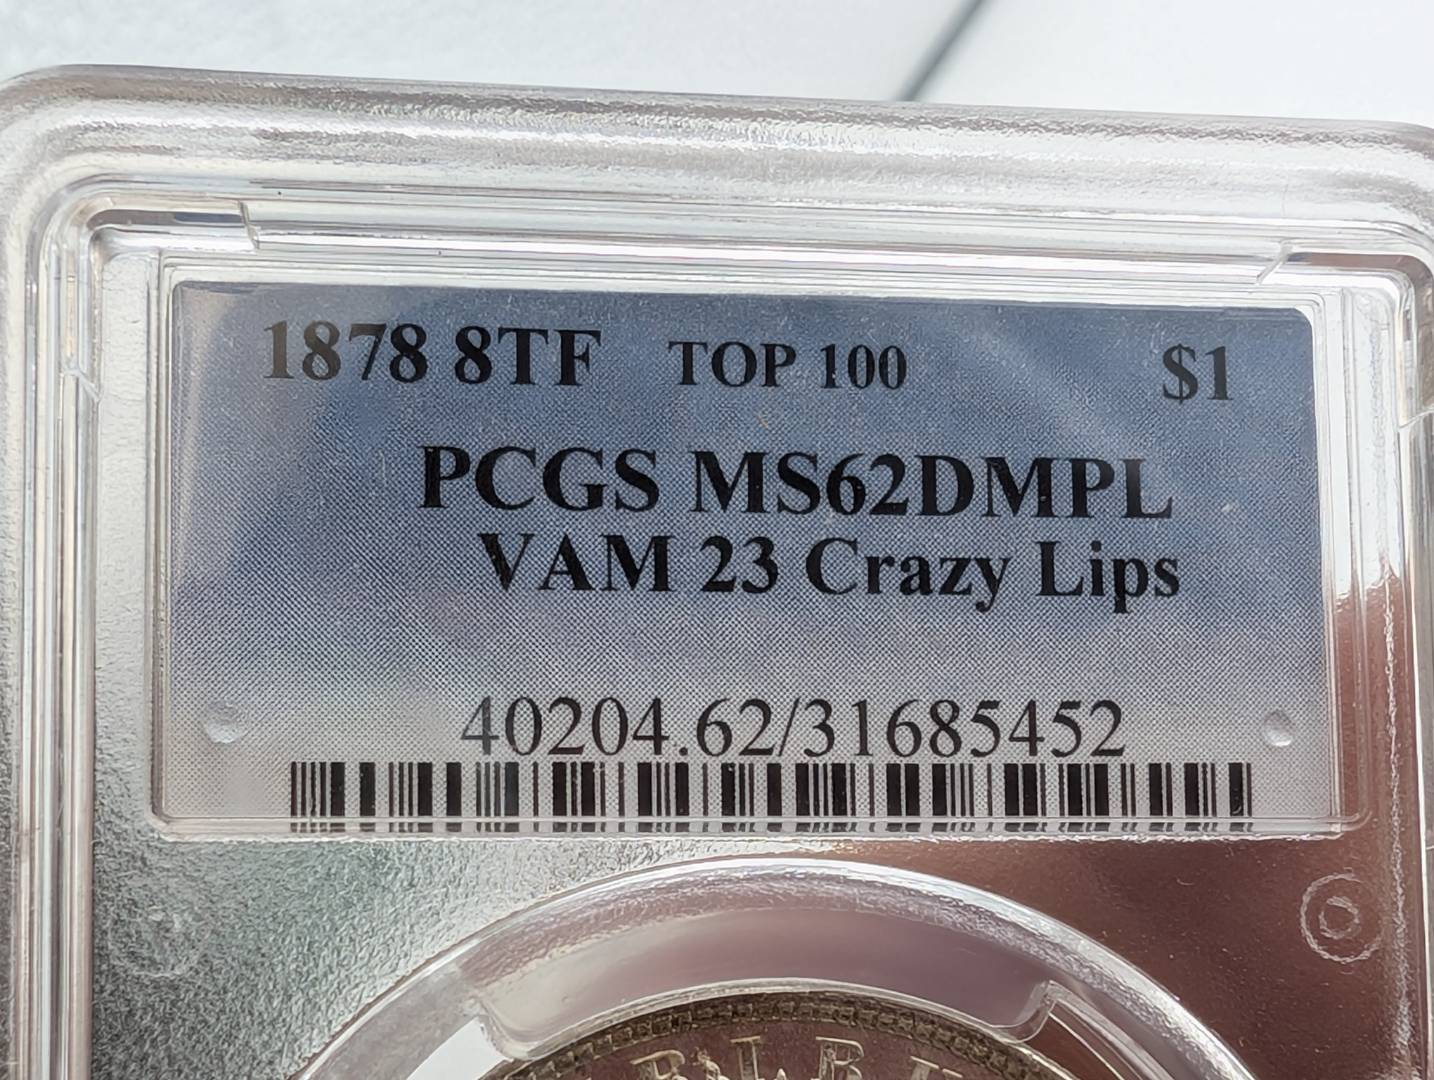 1878 8TF TOP 100 $1
PCGS MS62DMPL
VAM 23 Crazy Lips
40204.62/31685452